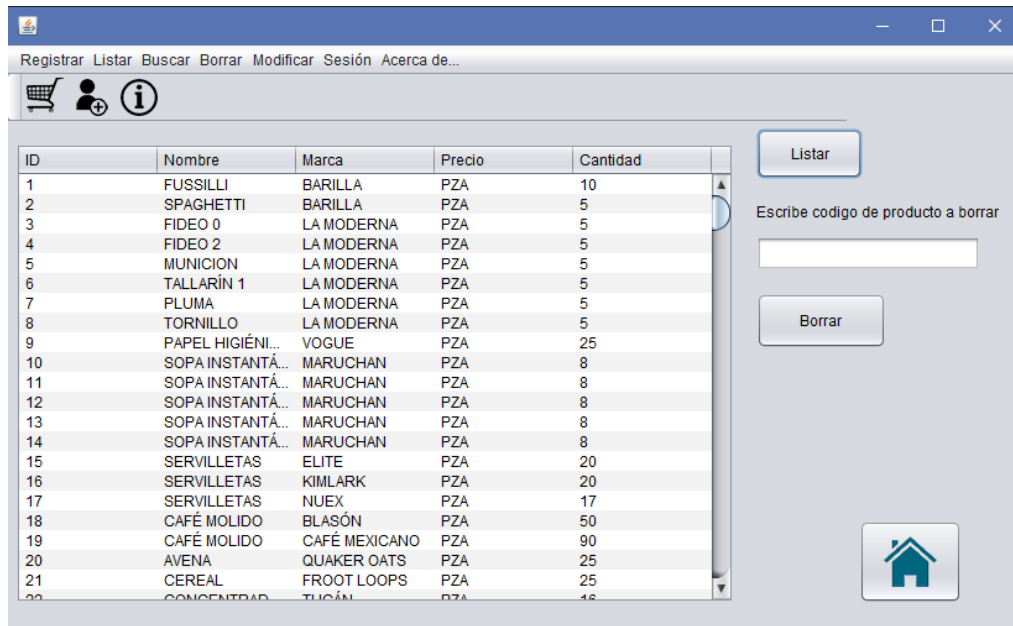 Registrar Listar Buscar Borrar Modificar Sesión Acerca de...
ID Nombre Marca Precio Cantidad
1 FUSSILLI BARILLA PZA 10
2 SPAGHETTI BARILLA PZA 5
3 FIDEO 0 LA MODERNA PZA 5
4 FIDEO 2 LA MODERNA PZA 5
5 MUNICION LA MODERNA PZA 5
6 TALLARÍN 1 LA MODERNA PZA 5
7 PLUMA LA MODERNA PZA 5
8 TORNILLO LA MODERNA PZA 5
9 PAPEL HIGIÉNI... VOGUE PZA 25
10 SOPA INSTANTÁ... MARUCHAN PZA 8
11 SOPA INSTANTÁ... MARUCHAN PZA 8
12 SOPA INSTANTÁ... MARUCHAN PZA 8
13 SOPA INSTANTÁ... MARUCHAN PZA 8
14 SOPA INSTANTÁ... MARUCHAN PZA 8
15 SERVILLETAS ELITE PZA 20
16 SERVILLETAS KIMLARK PZA 20
17 SERVILLETAS NUEX PZA 17
18 CAFÉ MOLIDO BLASÓN PZA 50
19 CAFÉ MOLIDO CAFÉ MEXICANO PZA 90
20 AVENA QUAKER OATS PZA 25
21 CEREAL FROOT LOOPS PZA 25
Listar
Escribe codigo de producto a borrar
Borrar